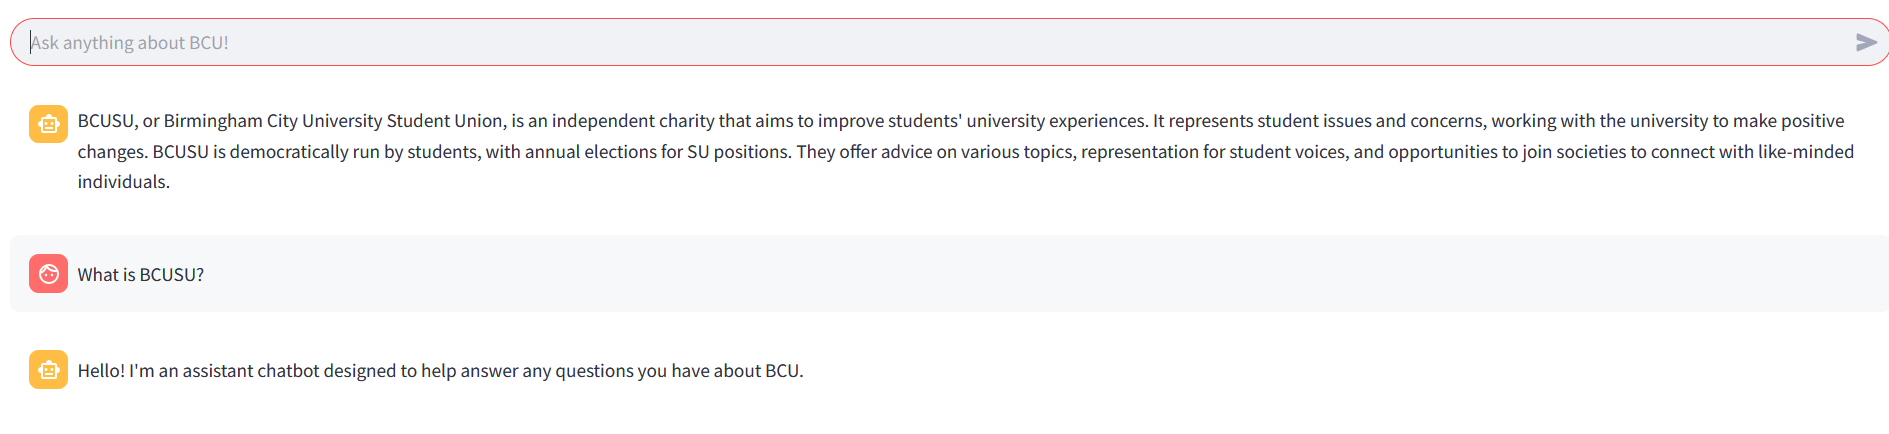 Ask anything about BCU!
BCUSU, or Birmingham City University Student Union, is an independent charity that aims to improve students' university experiences. It represents student issues and concerns, working with the university to make positive
changes. BCUSU is democratically run by students, with annual elections for SU positions. They offer advice on various topics, representation for student voices, and opportunities to join societies to connect with like-minded
individuals.
What is BCUSU?
Hello! I'm an assistant chatbot designed to help answer any questions you have about BCU.